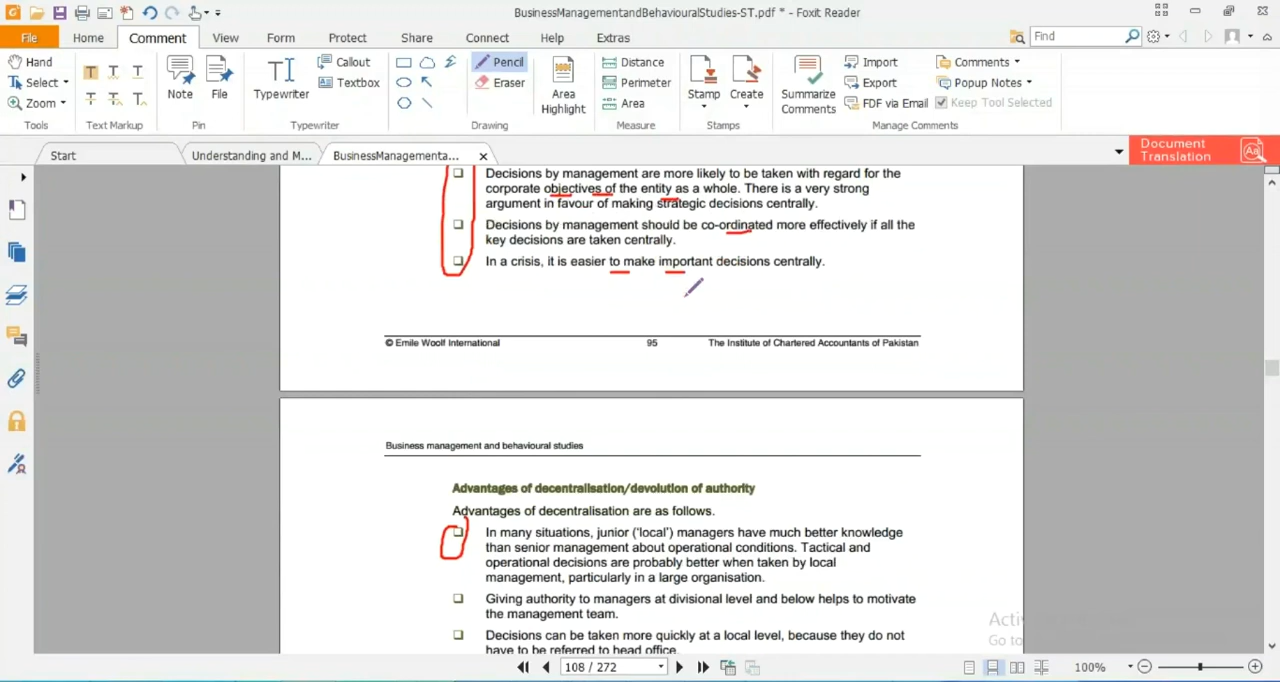 BusinessManagementandBehaviouralStudies-ST.pdf * - Foxit Reader
File Home Comment View Form Protect Share Connect Help Extras Find
Hand
Select
Zoom
Tools
T T T
T T T
Text Markup
Note File
Pin
Typewriter Callout
Textbox
Typewriter
Pencil
Eraser
Drawing
Area
Highlight
Distance
Perimeter
Area
Measure
Stamp Create
Stamps
Summarize
Comments
Import
Export
FDF via Email
Comments
Popup Notes
Keep Tool Selected
Manage Comments
Start Understanding and M... BusinessManagementa...
Document
Translation
Decisions by management are more likely to be taken with regard for the
corporate objectives of the entity as a whole. There is a very strong
argument in favour of making strategic decisions centrally.
Decisions by management should be co-ordinated more effectively if all the
key decisions are taken centrally.
In a crisis, it is easier to make important decisions centrally.
© Emile Woolf International 95 The Institute of Chartered Accountants of Pakistan
Business management and behavioural studies
Advantages of decentralisation/devolution of authority
Advantages of decentralisation are as follows.
In many situations, junior (‘local’) managers have much better knowledge
than senior management about operational conditions. Tactical and
operational decisions are probably better when taken by local
management, particularly in a large organisation.
Giving authority to managers at divisional level and below helps to motivate
the management team.
Decisions can be taken more quickly at a local level, because they do not
have to be referred to head office.
Go to
108 / 272 100%